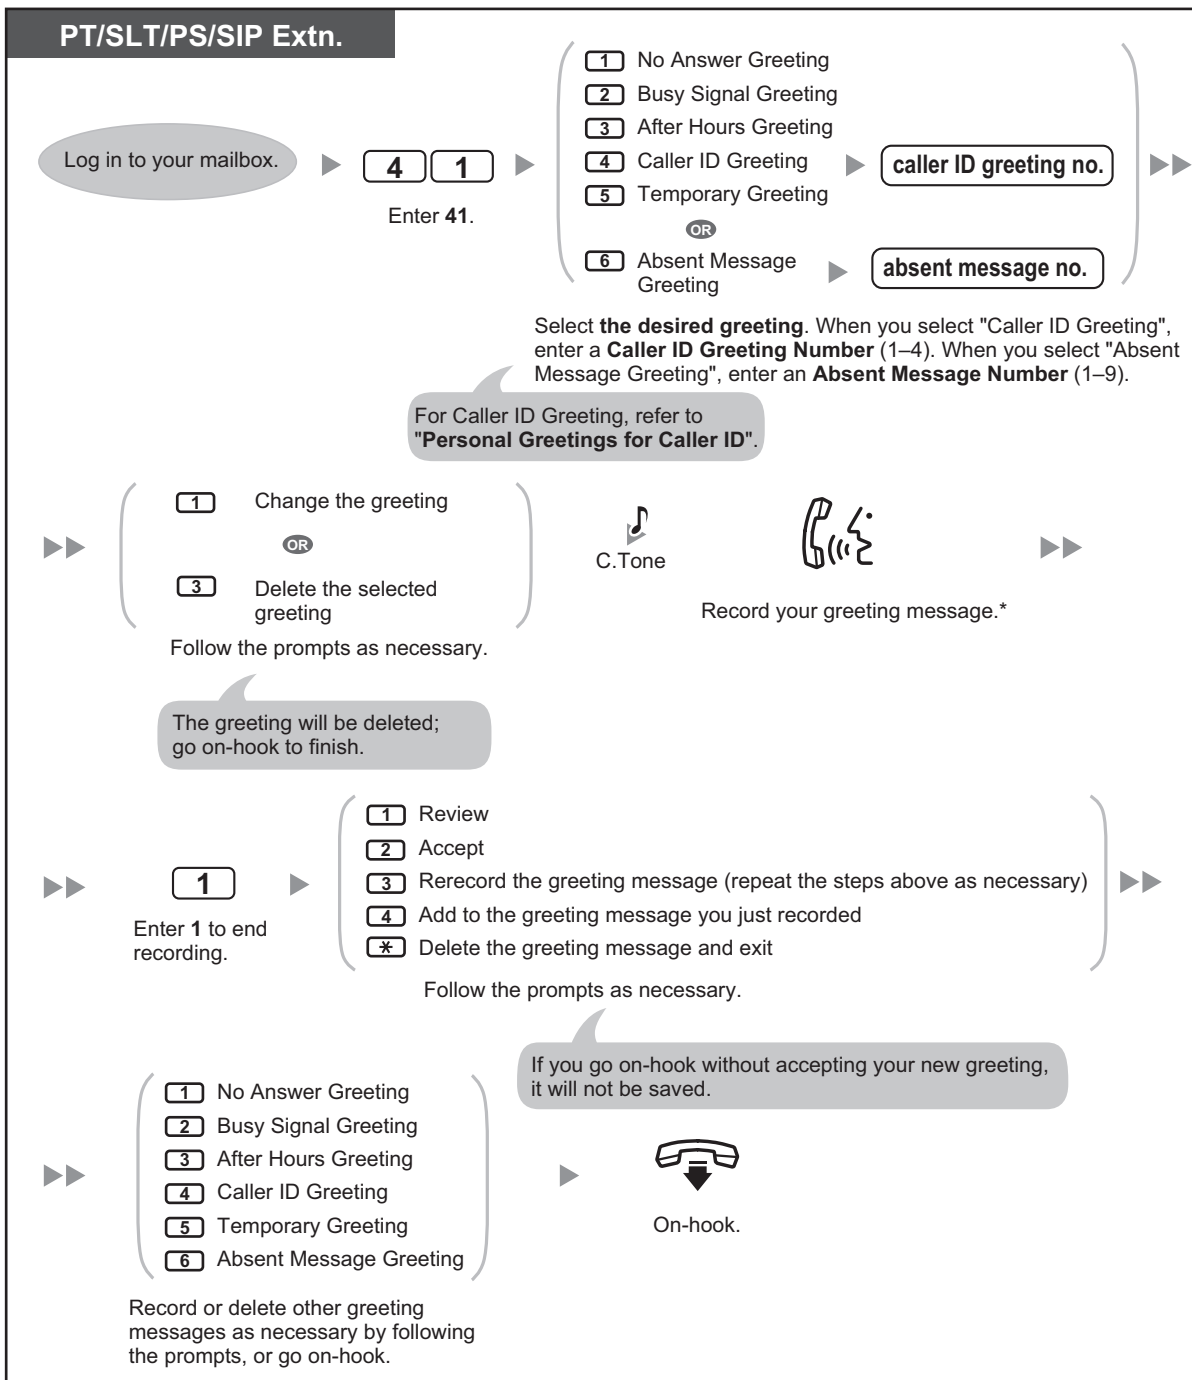 PT/SLT/PS/SIP Extn.
Log in to your mailbox.
4 1
Enter 41.
1 No Answer Greeting
2 Busy Signal Greeting
3 After Hours Greeting
4 Caller ID Greeting
caller ID greeting no.
5 Temporary Greeting
OR
6 Absent Message
Greeting
absent message no.
Select the desired greeting. When you select "Caller ID Greeting",
enter a Caller ID Greeting Number (1–4). When you select "Absent
Message Greeting", enter an Absent Message Number (1–9).
For Caller ID Greeting, refer to
"Personal Greetings for Caller ID".
1 Change the greeting
OR
3 Delete the selected
greeting
Follow the prompts as necessary.
C.Tone
Record your greeting message.*
The greeting will be deleted;
go on-hook to finish.
1
Enter 1 to end
recording.
1 Review
2 Accept
3 Rerecord the greeting message (repeat the steps above as necessary)
4 Add to the greeting message you just recorded
* Delete the greeting message and exit
Follow the prompts as necessary.
If you go on-hook without accepting your new greeting,
it will not be saved.
1 No Answer Greeting
2 Busy Signal Greeting
3 After Hours Greeting
4 Caller ID Greeting
5 Temporary Greeting
6 Absent Message Greeting
Record or delete other greeting
messages as necessary by following
the prompts, or go on-hook.
On-hook.